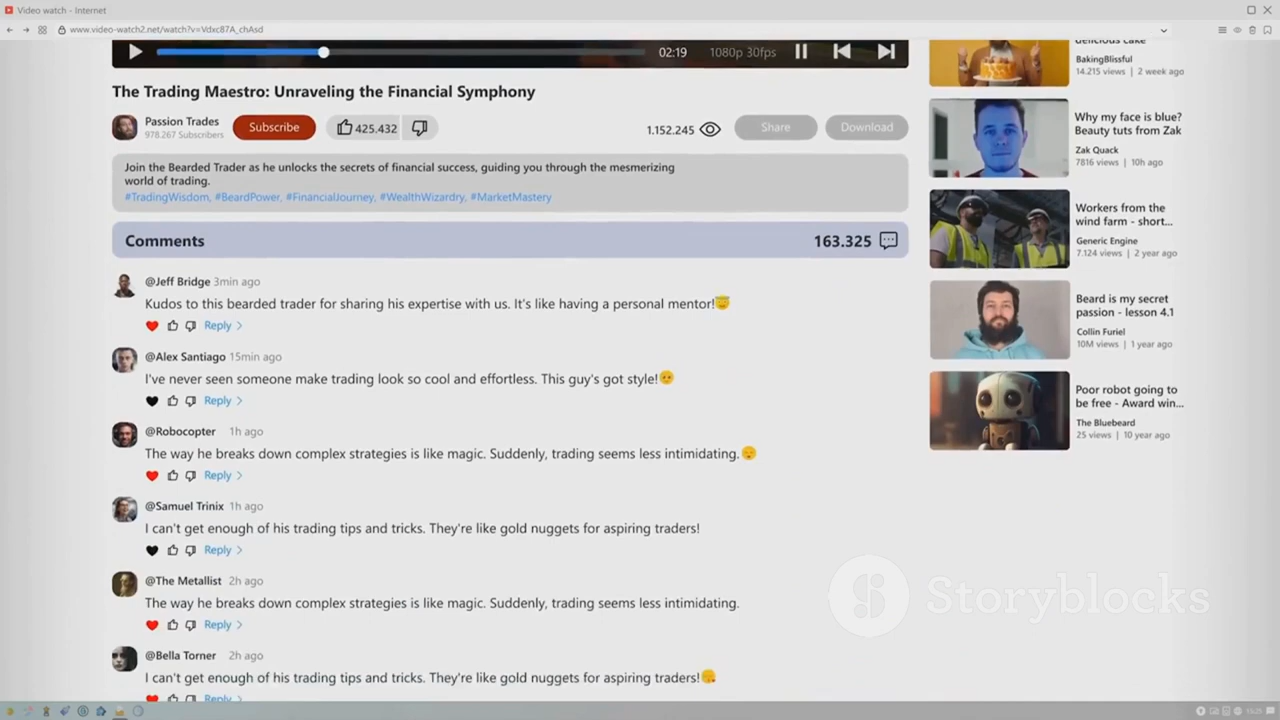 Video watch - Internet
www.video-watch2.net/watch?v=Vdxc87A_chAsd
02:19
1080p 30fps
The Trading Maestro: Unraveling the Financial Symphony
Passion Trades
978.267 Subscribers
Subscribe
425.432
1.152.245
Share
Download
Join the Bearded Trader as he unlocks the secrets of financial success, guiding you through the mesmerizing
world of trading.
#TradingWisdom, #BeardPower, #FinancialJourney, #WealthWizardry, #MarketMastery
Comments
163.325
@Jeff Bridge 3min ago
Kudos to this bearded trader for sharing his expertise with us. It's like having a personal mentor!😇
Reply >
@Alex Santiago 15min ago
I've never seen someone make trading look so cool and effortless. This guy's got style!
Reply >
@Robocopter 1h ago
The way he breaks down complex strategies is like magic. Suddenly, trading seems less intimidating.
Reply >
@Samuel Trinix 1h ago
I can't get enough of his trading tips and tricks. They're like gold nuggets for aspiring traders!
Reply >
@The Metallist 2h ago
The way he breaks down complex strategies is like magic. Suddenly, trading seems less intimidating.
Reply >
@Bella Torner 2h ago
I can't get enough of his trading tips and tricks. They're like gold nuggets for aspiring traders!
Reply >
delicious cake
BakingBlissful
14.215 views | 2 week ago
Why my face is blue?
Beauty tuts from Zak
Zak Quack
7816 views | 10h ago
Workers from the
wind farm - short...
Generic Engine
7.124 views | 2 year ago
Beard is my secret
passion - lesson 4.1
Collin Furiel
10M views | 1 year ago
Poor robot going to
be free - Award win...
The Bluebeard
25 views | 10 year ago
Storyblocks